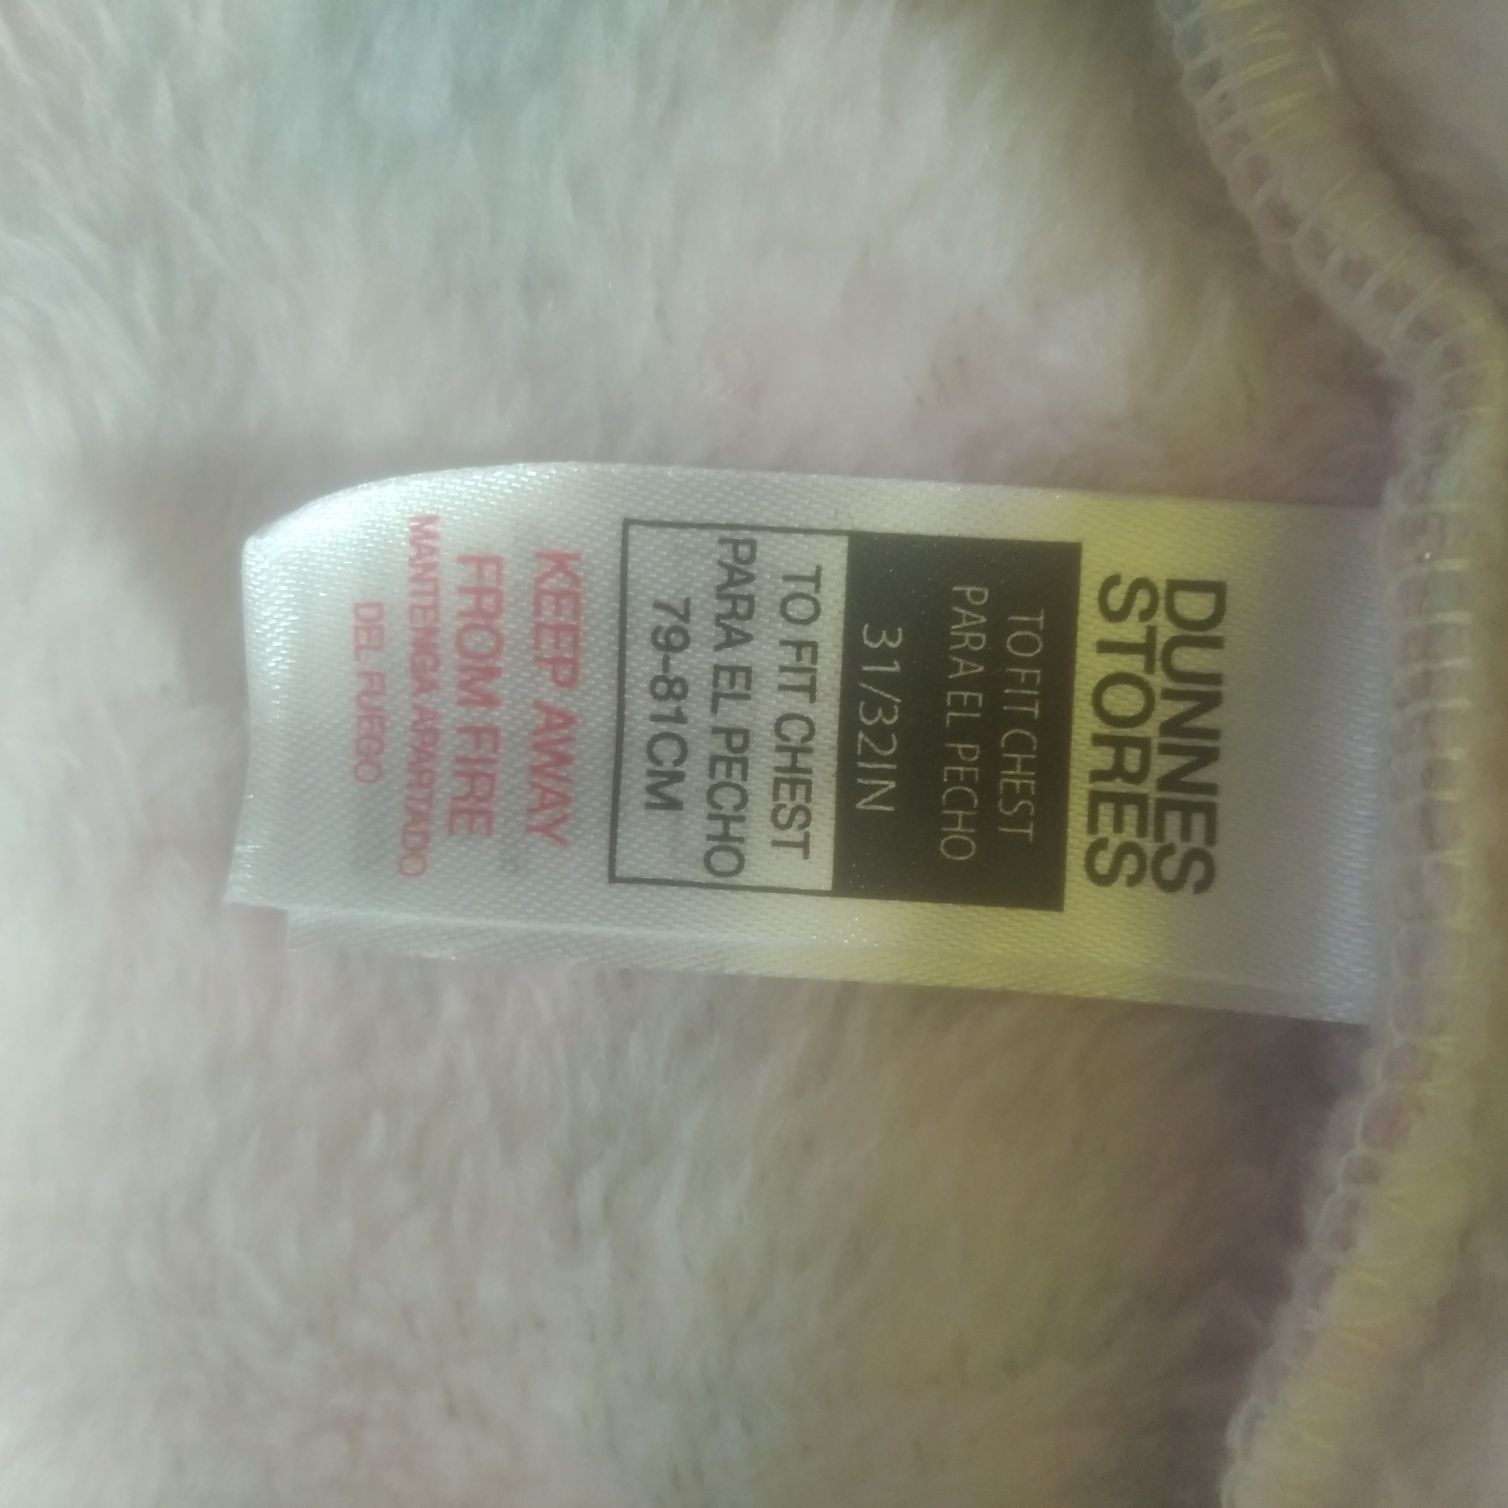 DUNNES
STORES
TO FIT CHEST
PARA EL PECHO
31/32IN
TO FIT CHEST
PARA EL PECHO
79-81CM
KEEP AWAY
FROM FIRE
MANTENGA APARTADO
DEL FUEGO